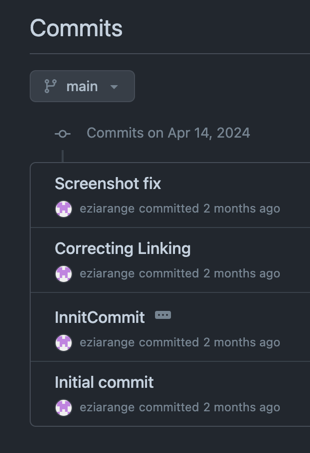 Commits
main
Commits on Apr 14, 2024
Screenshot fix
eziarange committed 2 months ago
Correcting Linking
eziarange committed 2 months ago
InnitCommit
eziarange committed 2 months ago
Initial commit
eziarange committed 2 months ago